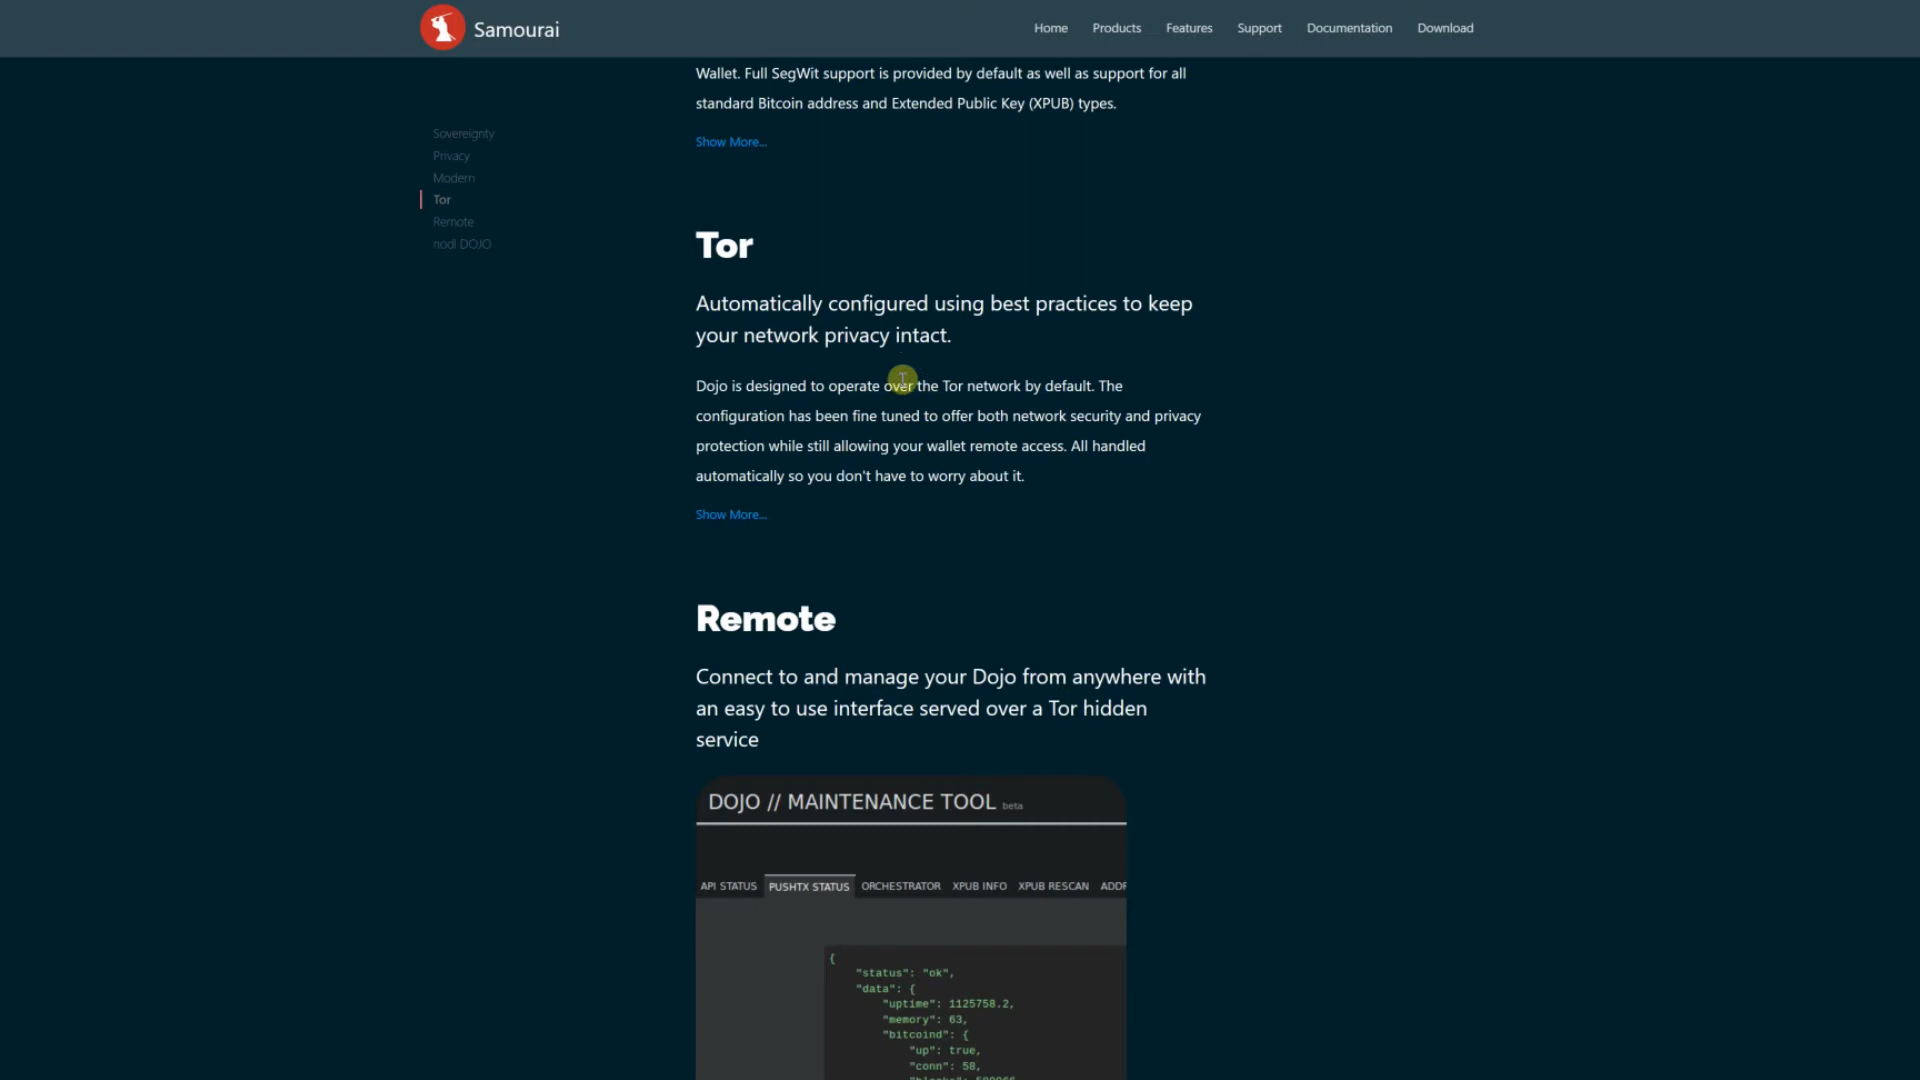 Samourai
Home
Products
Features
Support
Documentation
Download
Sovereignty
Privacy
Modern
Tor
Remote
nodl DOJO
Wallet. Full SegWit support is provided by default as well as support for all
standard Bitcoin address and Extended Public Key (XPUB) types.
Show More...
Tor
Automatically configured using best practices to keep
your network privacy intact.
Dojo is designed to operate over the Tor network by default. The
configuration has been fine tuned to offer both network security and privacy
protection while still allowing your wallet remote access. All handled
automatically so you don't have to worry about it.
Show More...
Remote
Connect to and manage your Dojo from anywhere with
an easy to use interface served over a Tor hidden
service
DOJO // MAINTENANCE TOOL beta
API STATUS
PUSHTX STATUS
ORCHESTRATOR
XPUB INFO
XPUB RESCAN
ADDR
{
"status": "ok",
"data": {
"uptime": 1125758.2,
"memory": 63,
"bitcoind": {
"up": true,
"conn": 58,